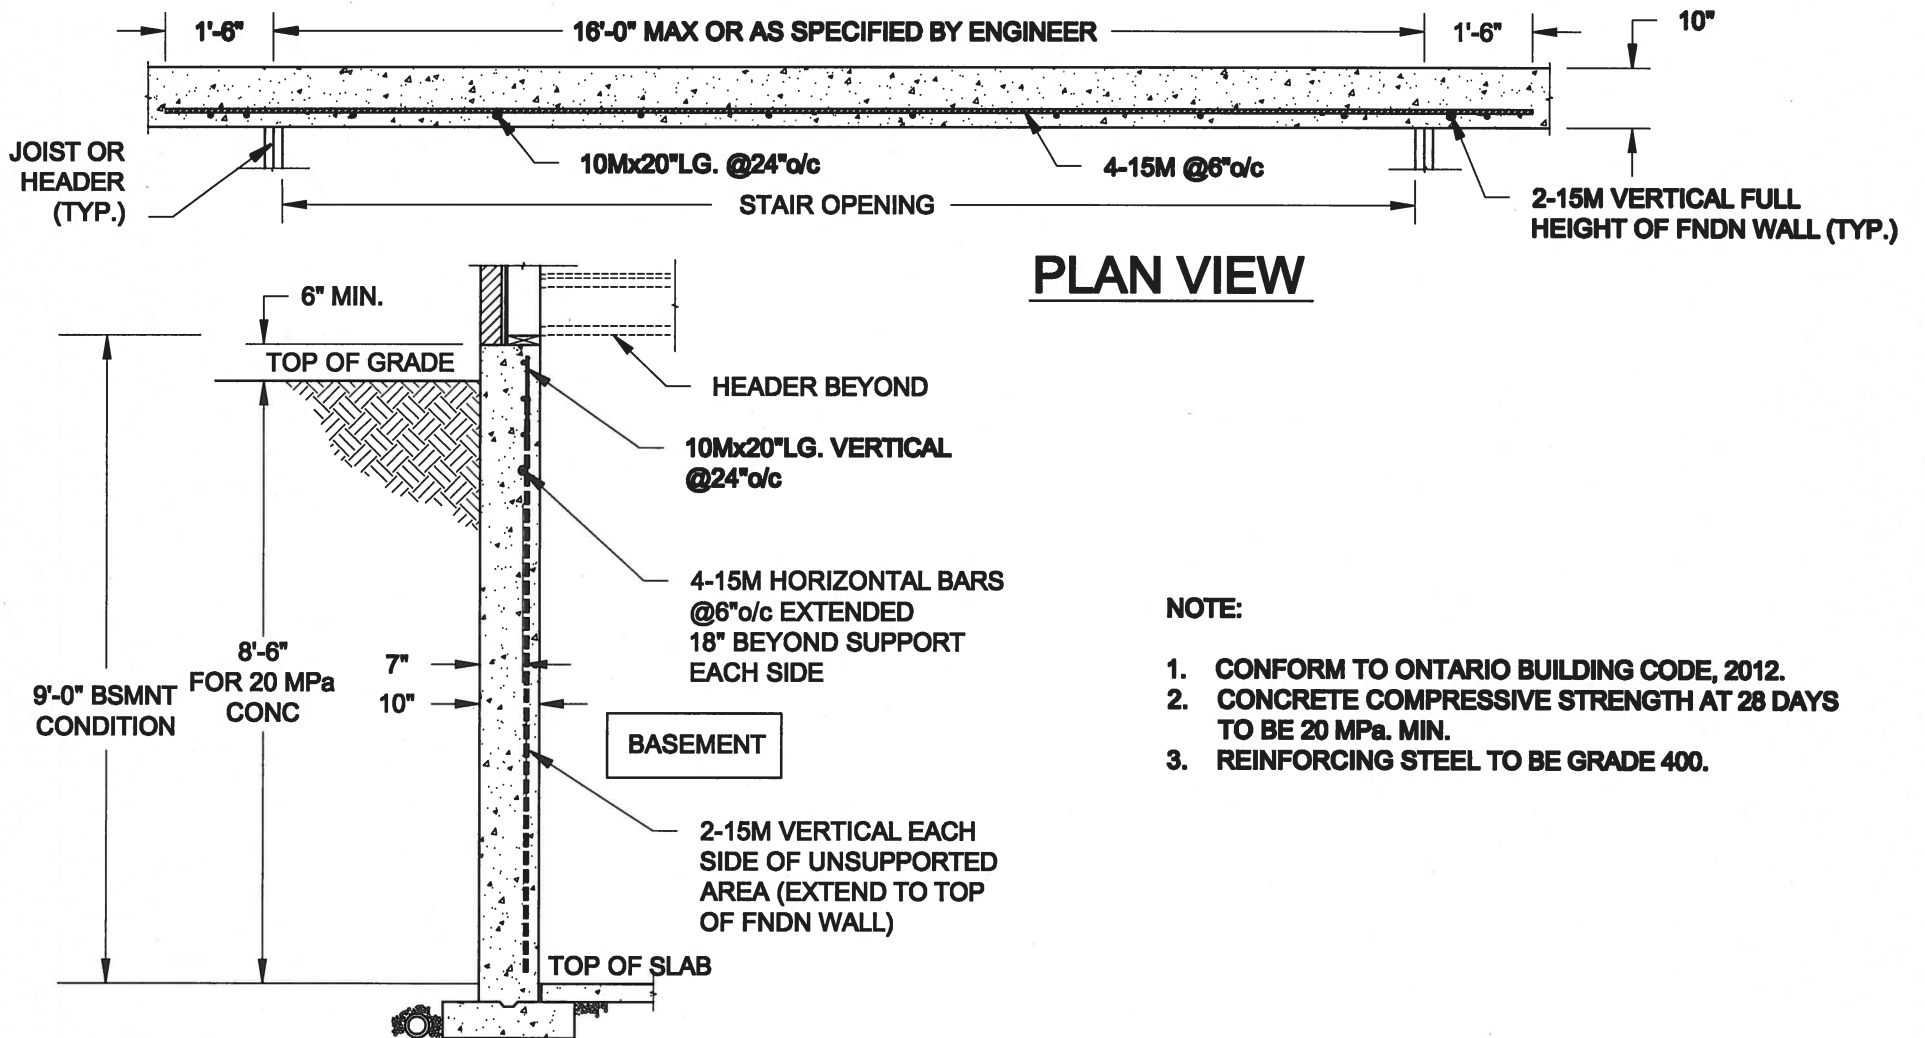 1'-6"
16'-0" MAX OR AS SPECIFIED BY ENGINEER
1'-6"
10"
JOIST OR
HEADER
(TYP.)
10Mx20"LG. @24"o/c
4-15M @6"o/c
STAIR OPENING
2-15M VERTICAL FULL
HEIGHT OF FNDN WALL (TYP.)
PLAN VIEW
6" MIN.
TOP OF GRADE
HEADER BEYOND
10Mx20"LG. VERTICAL
@24"o/c
4-15M HORIZONTAL BARS
@6"o/c EXTENDED
18" BEYOND SUPPORT
EACH SIDE
8'-6"
FOR 20 MPa
CONC
9'-0" BSMNT
CONDITION
7"
10"
BASEMENT
2-15M VERTICAL EACH
SIDE OF UNSUPPORTED
AREA (EXTEND TO TOP
OF FNDN WALL)
TOP OF SLAB
NOTE:
1. CONFORM TO ONTARIO BUILDING CODE, 2012.
2. CONCRETE COMPRESSIVE STRENGTH AT 28 DAYS
TO BE 20 MPa. MIN.
3. REINFORCING STEEL TO BE GRADE 400.